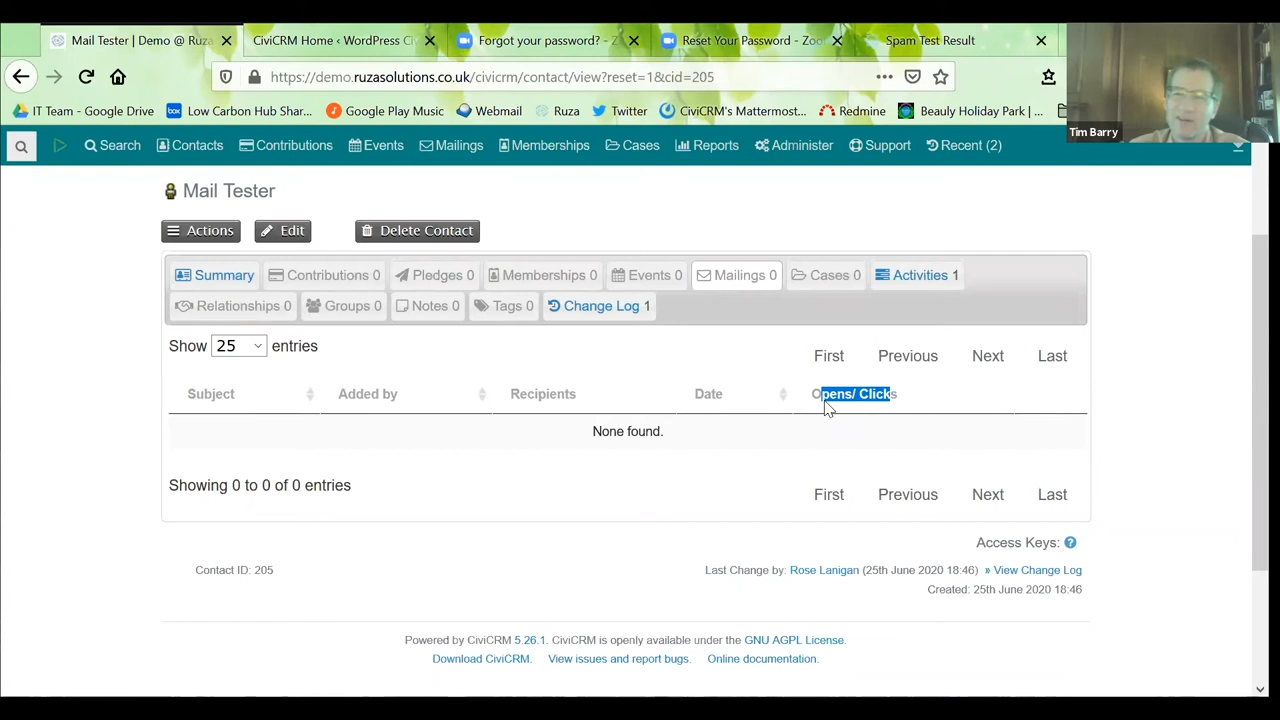 Mail Tester | Demo @ Ruza
CiviCRM Home ‹ WordPress Civ
Forgot your password? - Z
Reset Your Password - Zoo
Spam Test Result
https://demo.ruzasolutions.co.uk/civicrm/contact/view?reset=1&cid=205
IT Team - Google Drive
Low Carbon Hub Shar...
Google Play Music
Webmail
Ruza
Twitter
CiviCRM's Mattermost...
Redmine
Beauly Holiday Park | ...
Tim Barry
Search Contacts Contributions Events Mailings Memberships Cases Reports Administer Support Recent (2)
Mail Tester
Actions Edit Delete Contact
Summary Contributions 0 Pledges 0 Memberships 0 Events 0 Mailings 0 Cases 0 Activities 1
Relationships 0 Groups 0 Notes 0 Tags 0 Change Log 1
Show 25 entries
First Previous Next Last
Subject Added by Recipients Date Opens/ Clicks
None found.
Showing 0 to 0 of 0 entries
First Previous Next Last
Access Keys: ?
Contact ID: 205
Last Change by: Rose Lanigan (25th June 2020 18:46) » View Change Log
Created: 25th June 2020 18:46
Powered by CiviCRM 5.26.1. CiviCRM is openly available under the GNU AGPL License.
Download CiviCRM. View issues and report bugs. Online documentation.